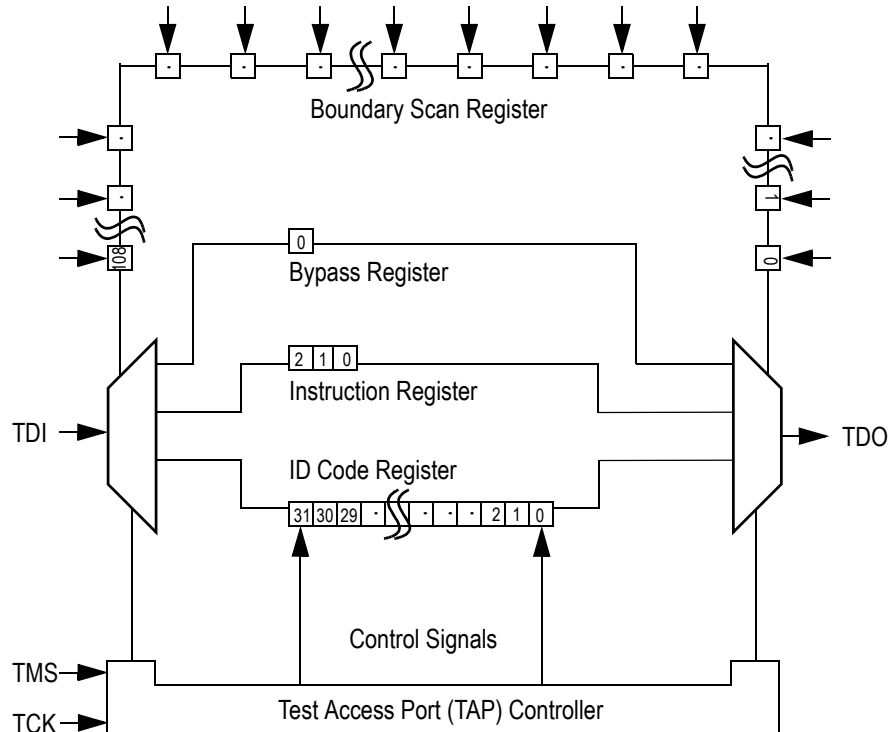 · · · · · · · ·
Boundary Scan Register
· ·
· 1
108 0
0
Bypass Register
2 1 0
Instruction Register
TDI TDO
ID Code Register
31 30 29 · · · · 2 1 0
Control Signals
TMS
Test Access Port (TAP) Controller
TCK